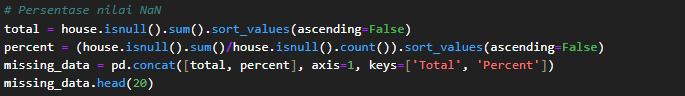 # Persentase nilai NaN
total = house.isnull().sum().sort_values(ascending=False)
percent = (house.isnull().sum()/house.isnull().count()).sort_values(ascending=False)
missing_data = pd.concat([total, percent], axis=1, keys=['Total', 'Percent'])
missing_data.head(20)